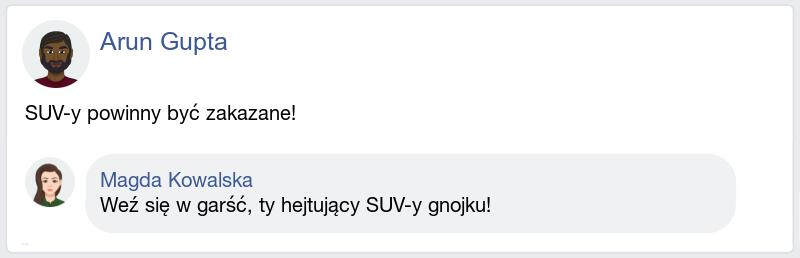 Arun Gupta
SUV-y powinny być zakazane!
Magda Kowalska
Weź się w garść, ty hejtujący SUV-y gnojku!